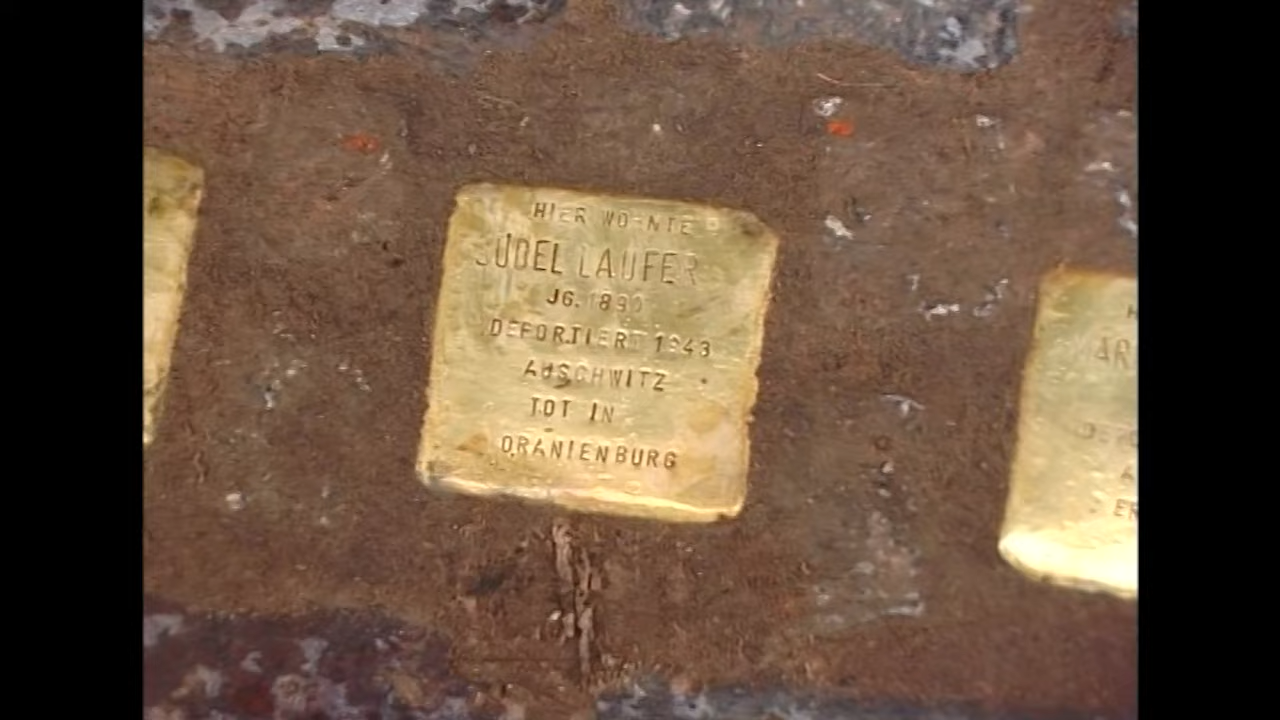 HIER WOHNTE
JUDEL LAUFER
JG. 1890
DEPORTIERT 1943
AUSCHWITZ
TOT IN
ORANIENBURG